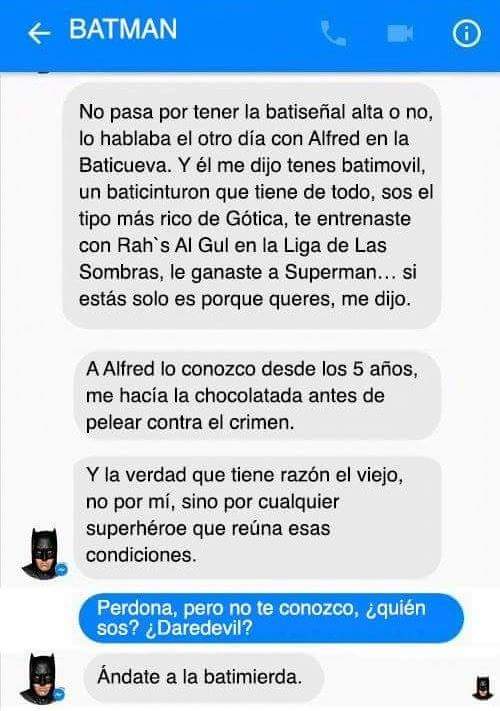 BATMAN
No pasa por tener la batiseñal alta o no,
lo hablaba el otro día con Alfred en la
Baticueva. Y él me dijo tenes batimovil,
un baticinturon que tiene de todo, sos el
tipo más rico de Gótica, te entrenaste
con Rah`s Al Gul en la Liga de Las
Sombras, le ganaste a Superman... si
estás solo es porque queres, me dijo.
A Alfred lo conozco desde los 5 años,
me hacía la chocolatada antes de
pelear contra el crimen.
Y la verdad que tiene razón el viejo,
no por mí, sino por cualquier
superhéroe que reúna esas
condiciones.
Perdona, pero no te conozco, ¿quién
sos? ¿Daredevil?
Ándate a la batimierda.